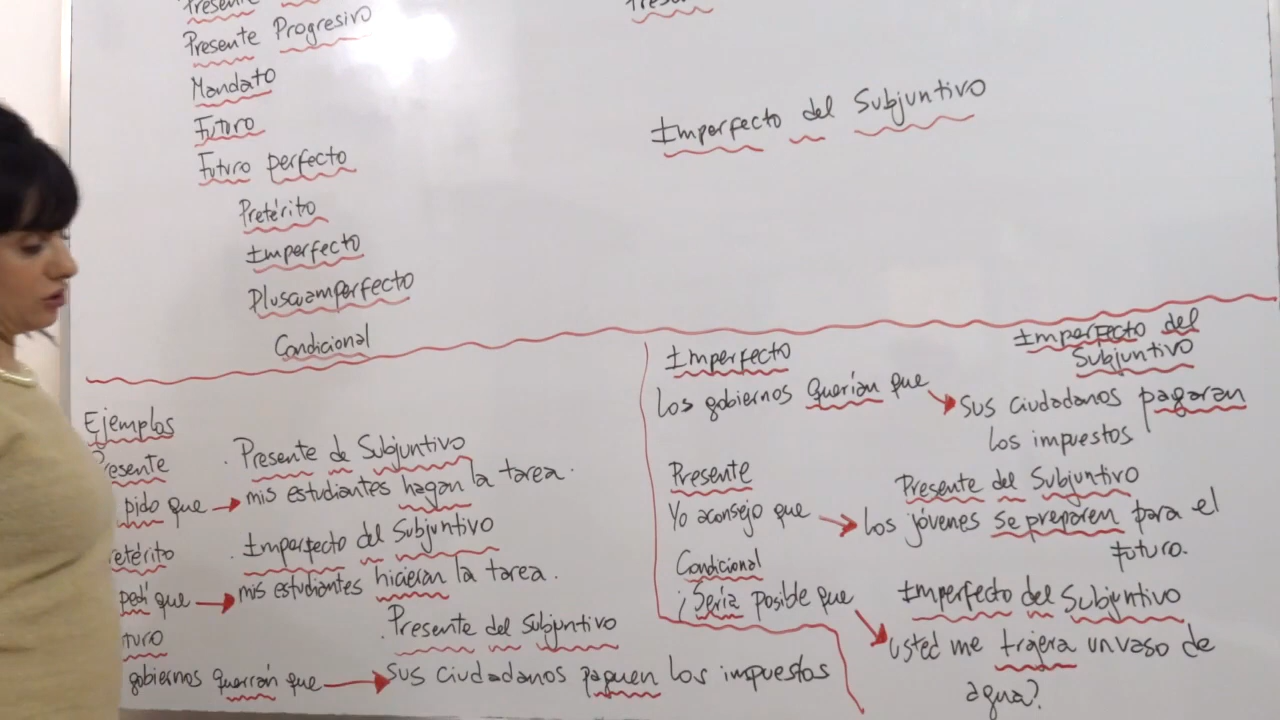 Presente Progresivo
Mandato
Futuro
Futuro perfecto
Pretérito
Imperfecto
Pluscuamperfecto
Condicional
Imperfecto del Subjuntivo
Ejemplos
Presente de Subjuntivo
pido que → mis estudiantes hagan la tarea.
Imperfecto del Subjuntivo
pedí que → mis estudiantes hicieran la tarea.
Presente del Subjuntivo
gobiernos querrán que → Sus ciudadanos paguen los impuestos
Imperfecto
Imperfecto del
Subjuntivo
Los gobiernos querían que → Sus ciudadanos pagaran
los impuestos
Presente
Presente del Subjuntivo
Yo aconsejo que → Los jóvenes se preparen para el
futuro.
Condicional
Imperfecto del Subjuntivo
¿Sería posible que → usted me trajera un vaso de
agua?